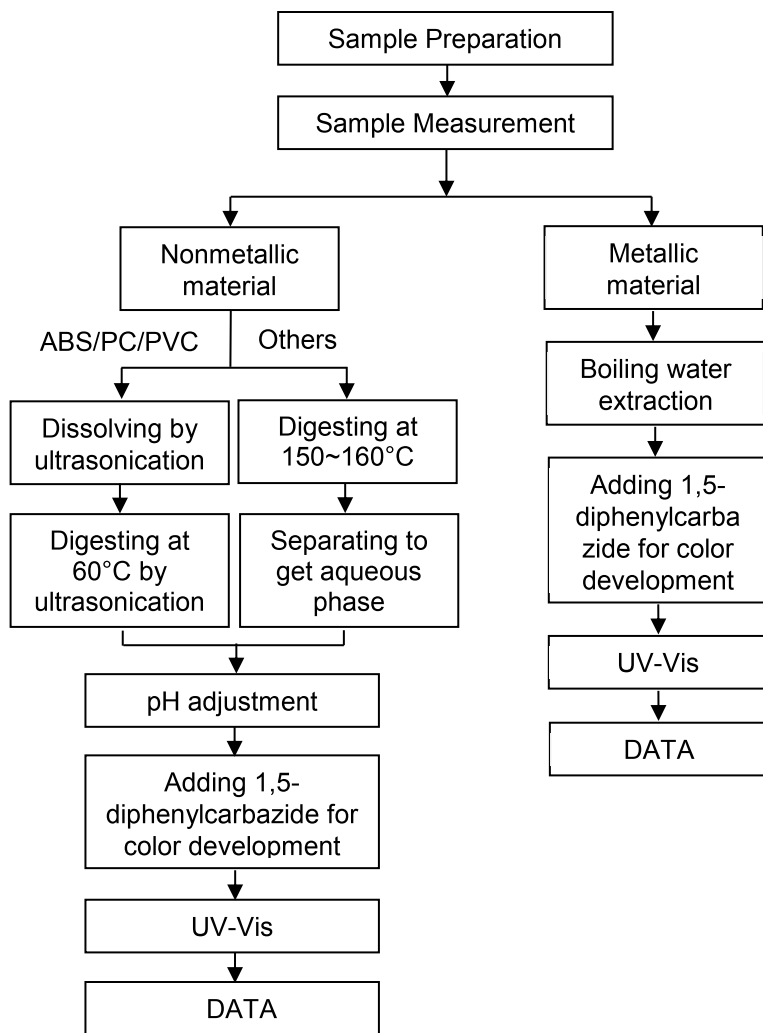 Sample Preparation
Sample Measurement
Nonmetallic
material
ABS/PC/PVC
Others
Dissolving by
ultrasonication
Digesting at
150~160°C
Digesting at
60°C by
ultrasonication
Separating to
get aqueous
phase
pH adjustment
Adding 1,5-
diphenylcarbazide for
color development
UV-Vis
DATA
Metallic
material
Boiling water
extraction
Adding 1,5-
diphenylcarba
zide for color
development
UV-Vis
DATA